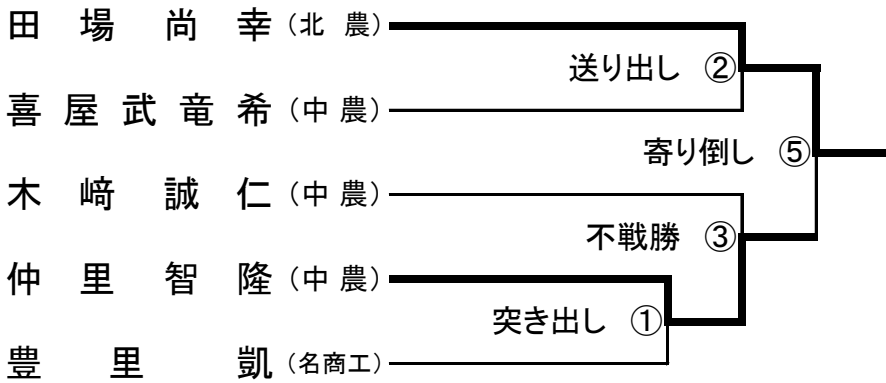 田場尚幸（北農）
送り出し ②
喜屋武竜希（中農）
寄り倒し ⑤
木﨑誠仁（中農）
不戦勝 ③
仲里智隆（中農）
突き出し ①
豊里凱（名商工）